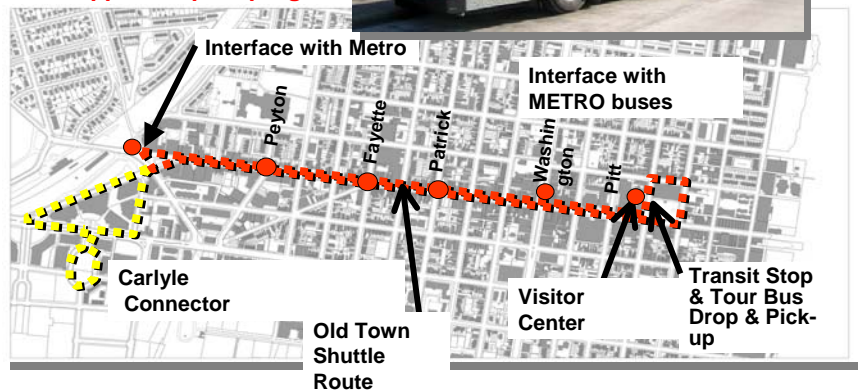 Interface with Metro
Interface with
METRO buses
Peyton
Fayette
Patrick
Washin
gton
Pitt
Carlyle
Connector
Old Town
Shuttle
Route
Visitor
Center
Transit Stop
& Tour Bus
Drop & Pick-
up